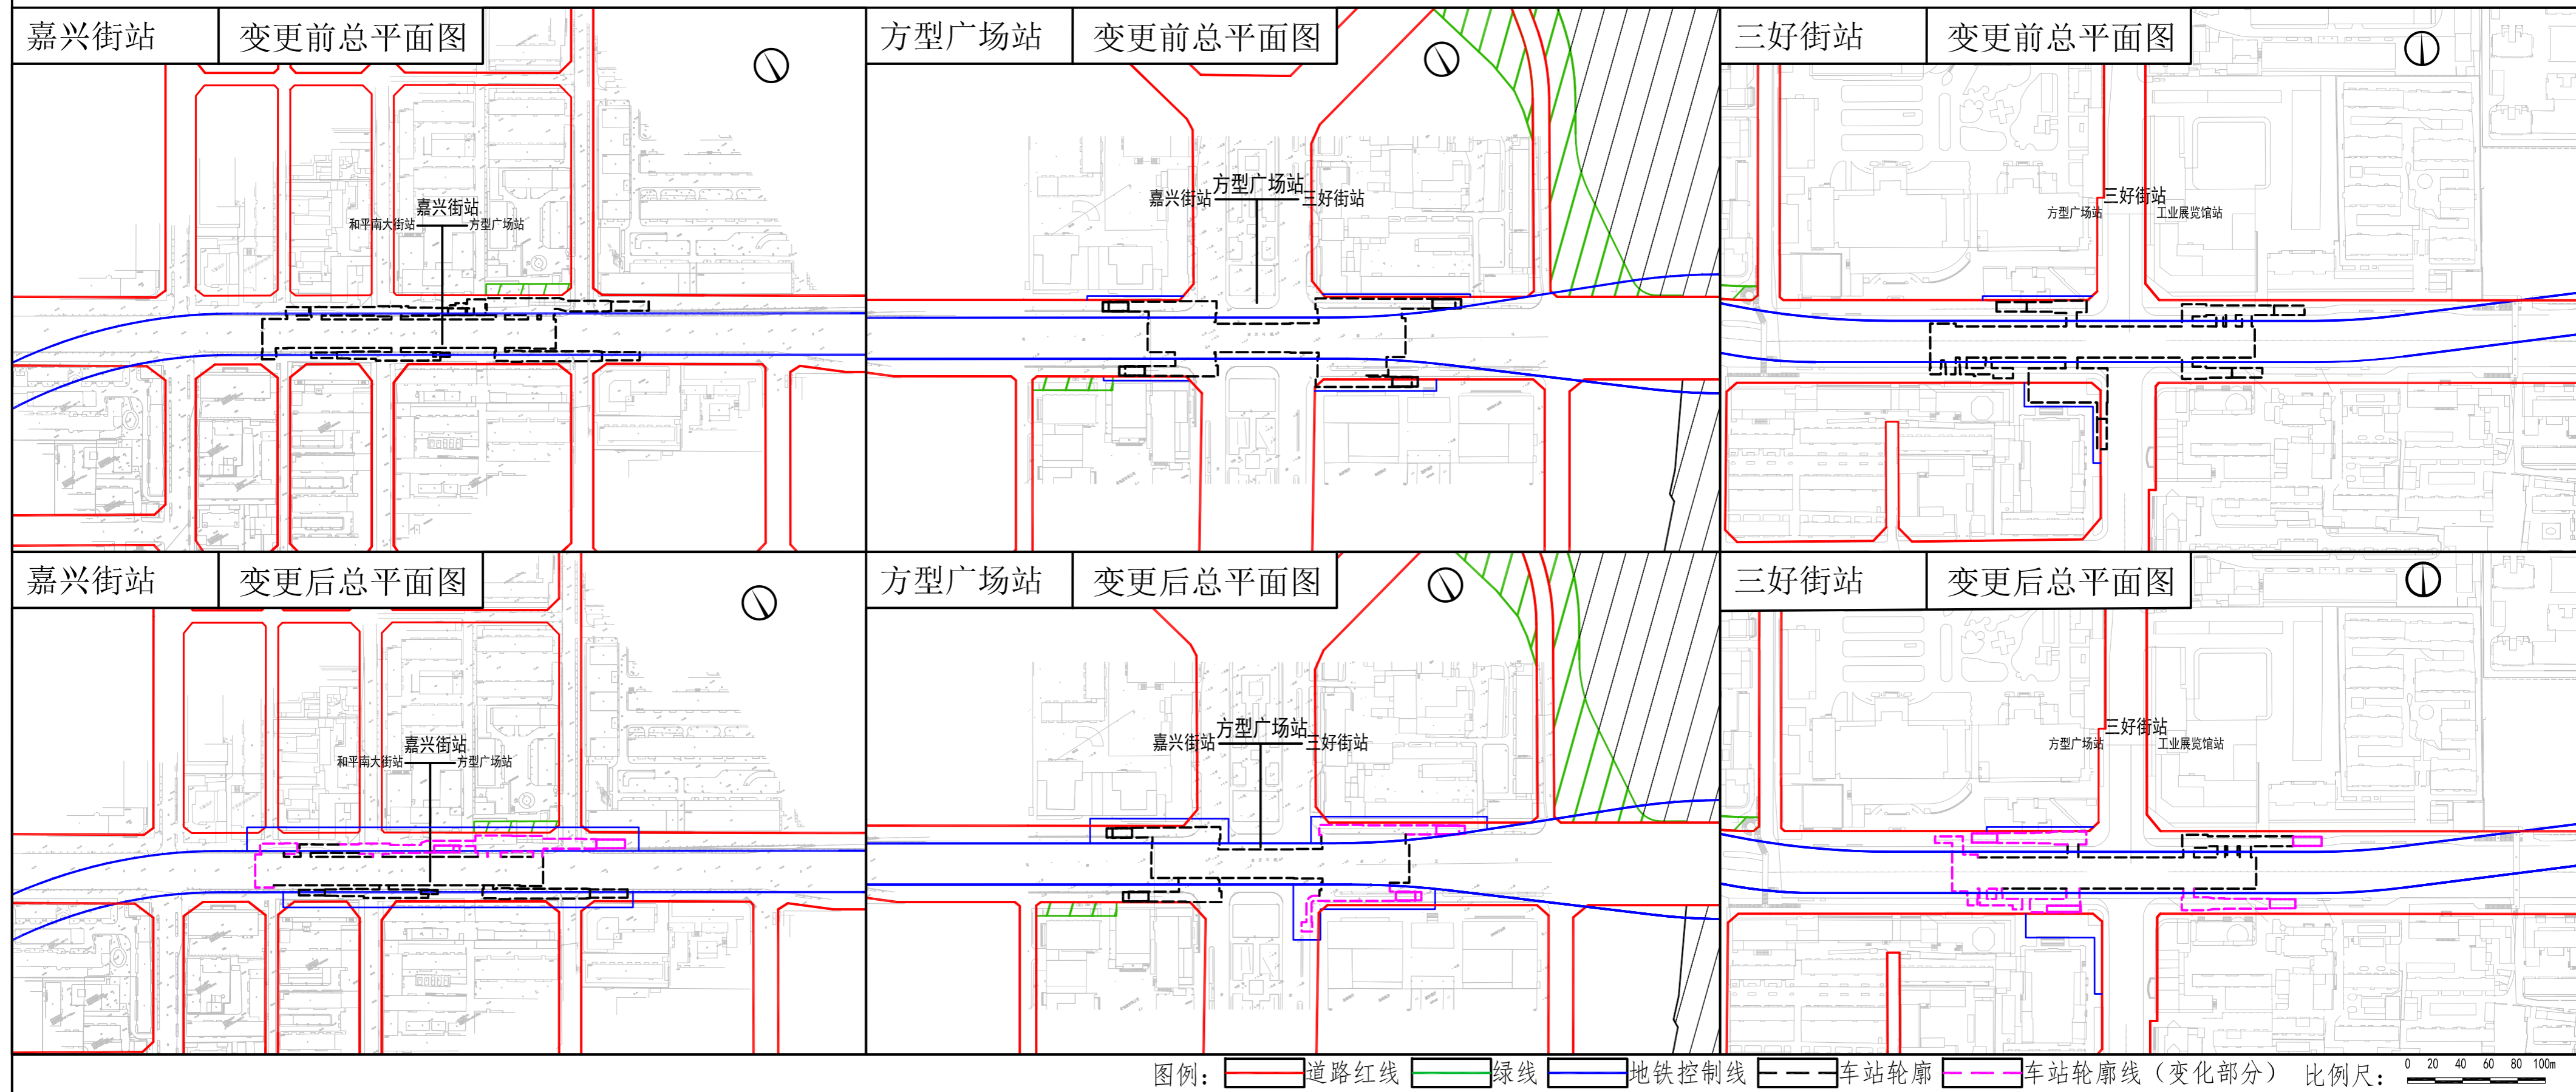 嘉兴街站 变更前总平面图
嘉兴街站
和平南大街站 方型广场站
方型广场站 变更前总平面图
方型广场站
嘉兴街站 三好街站
三好街站 变更前总平面图
三好街站
方型广场站 工业展览馆站
嘉兴街站 变更后总平面图
嘉兴街站
和平南大街站 方型广场站
方型广场站 变更后总平面图
方型广场站
嘉兴街站 三好街站
三好街站 变更后总平面图
三好街站
方型广场站 工业展览馆站
图例： 道路红线 绿线 地铁控制线 车站轮廓 车站轮廓线（变化部分） 比例尺： 0 20 40 60 80 100m